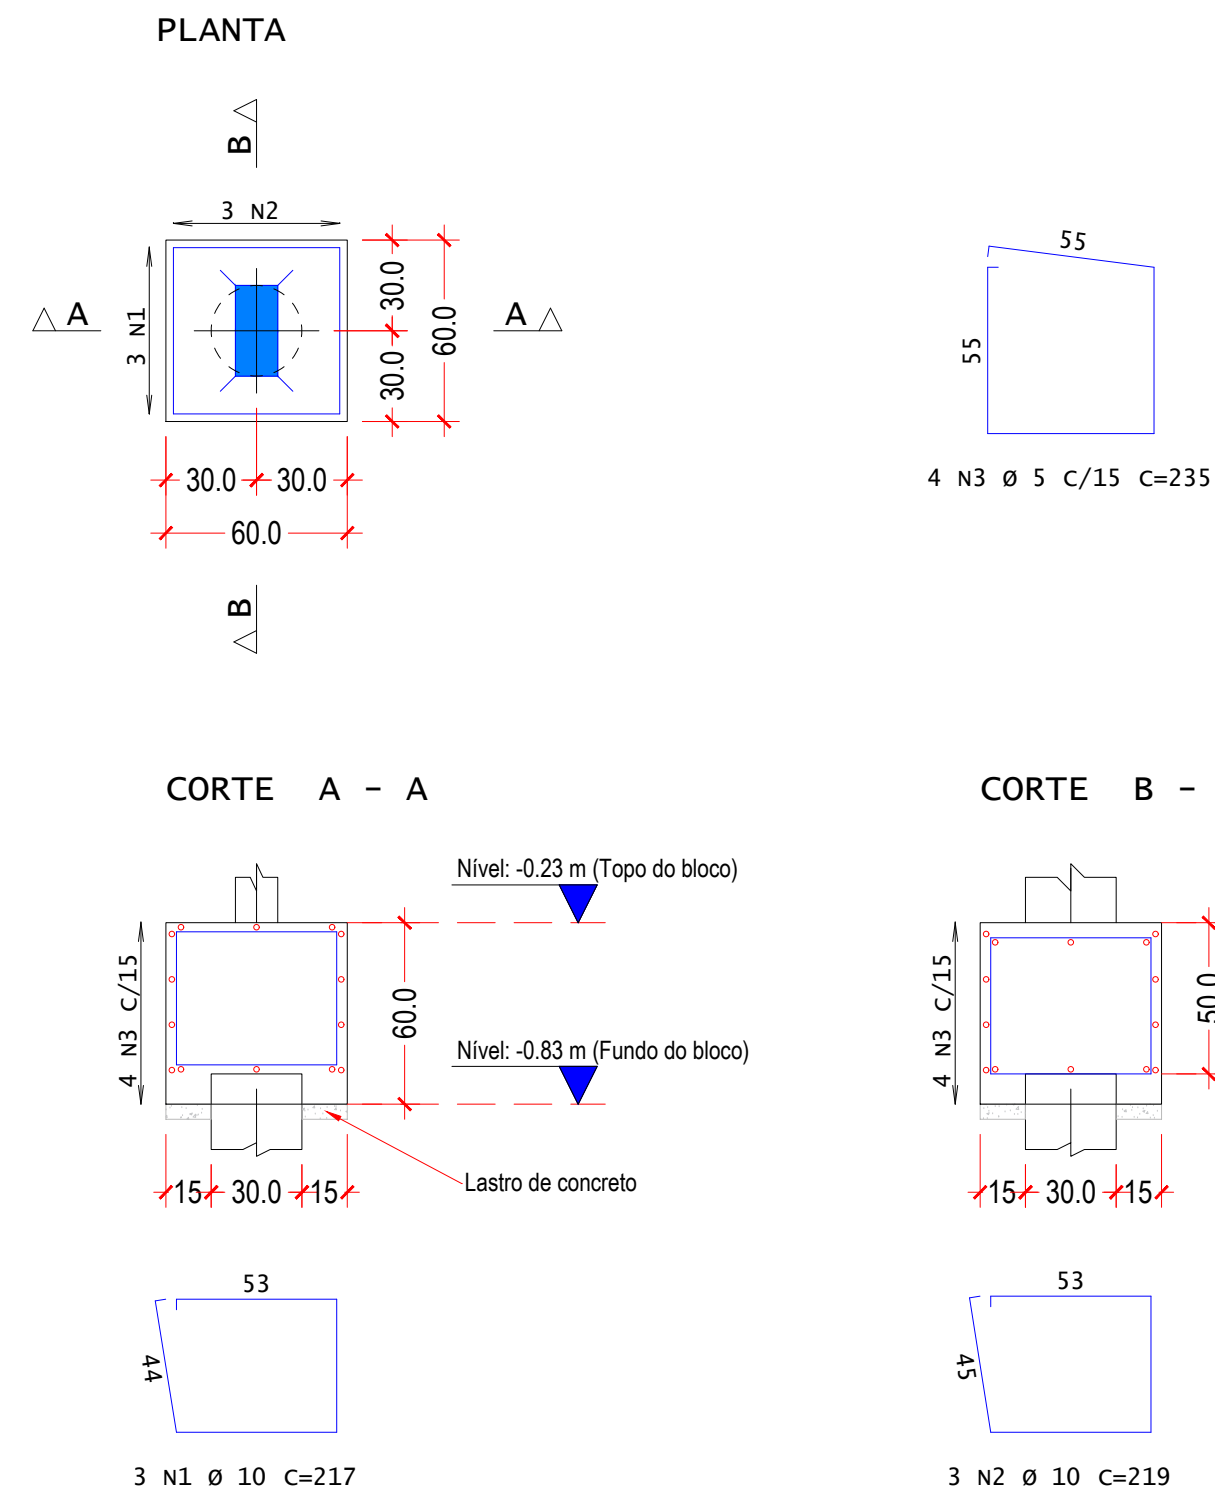 PLANTA
B
3 N2
3 N1
A
A
30.0
30.0
60.0
30.0
30.0
60.0
B
55
55
4 N3 Ø 5 C/15 C=235
CORTE A - A
Nível: -0.23 m (Topo do bloco)
4 N3 C/15
60.0
Nível: -0.83 m (Fundo do bloco)
15
30.0
15
Lastro de concreto
53
44
3 N1 Ø 10 C=217
CORTE B -
4 N3 C/15
50.0
15
30.0
15
53
45
3 N2 Ø 10 C=219